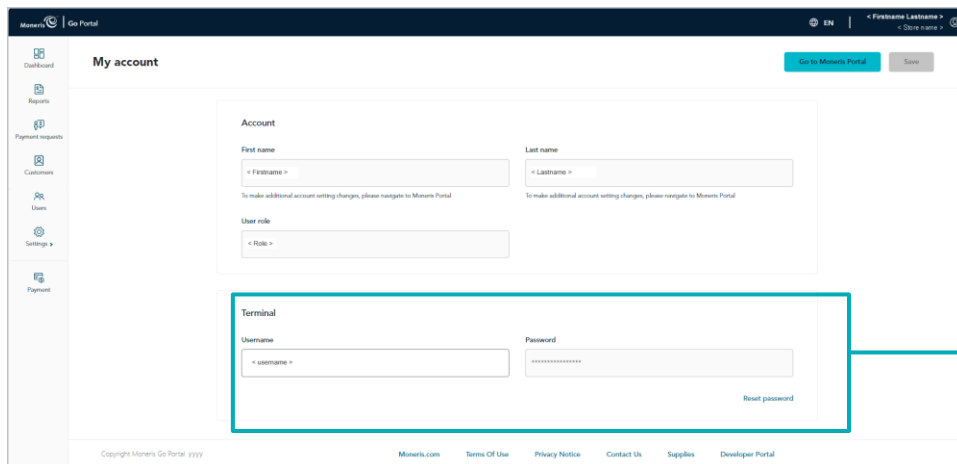 Moneris Go Portal
EN
< Firstname Lastname >
< Store name >
Dashboard
Reports
Payment requests
Customers
Users
Settings
Payment
My account
Go to Moneris Portal
Save
Account
First name
Last name
< Firstname >
< Lastname >
To make additional account setting changes, please navigate to Moneris Portal
To make additional account setting changes, please navigate to Moneris Portal
User role
< Role >
Terminal
Username
Password
< username >
****************
Reset password
Copyright Moneris Go Portal yyyy
Moneris.com
Terms Of Use
Privacy Notice
Contact Us
Supplies
Developer Portal